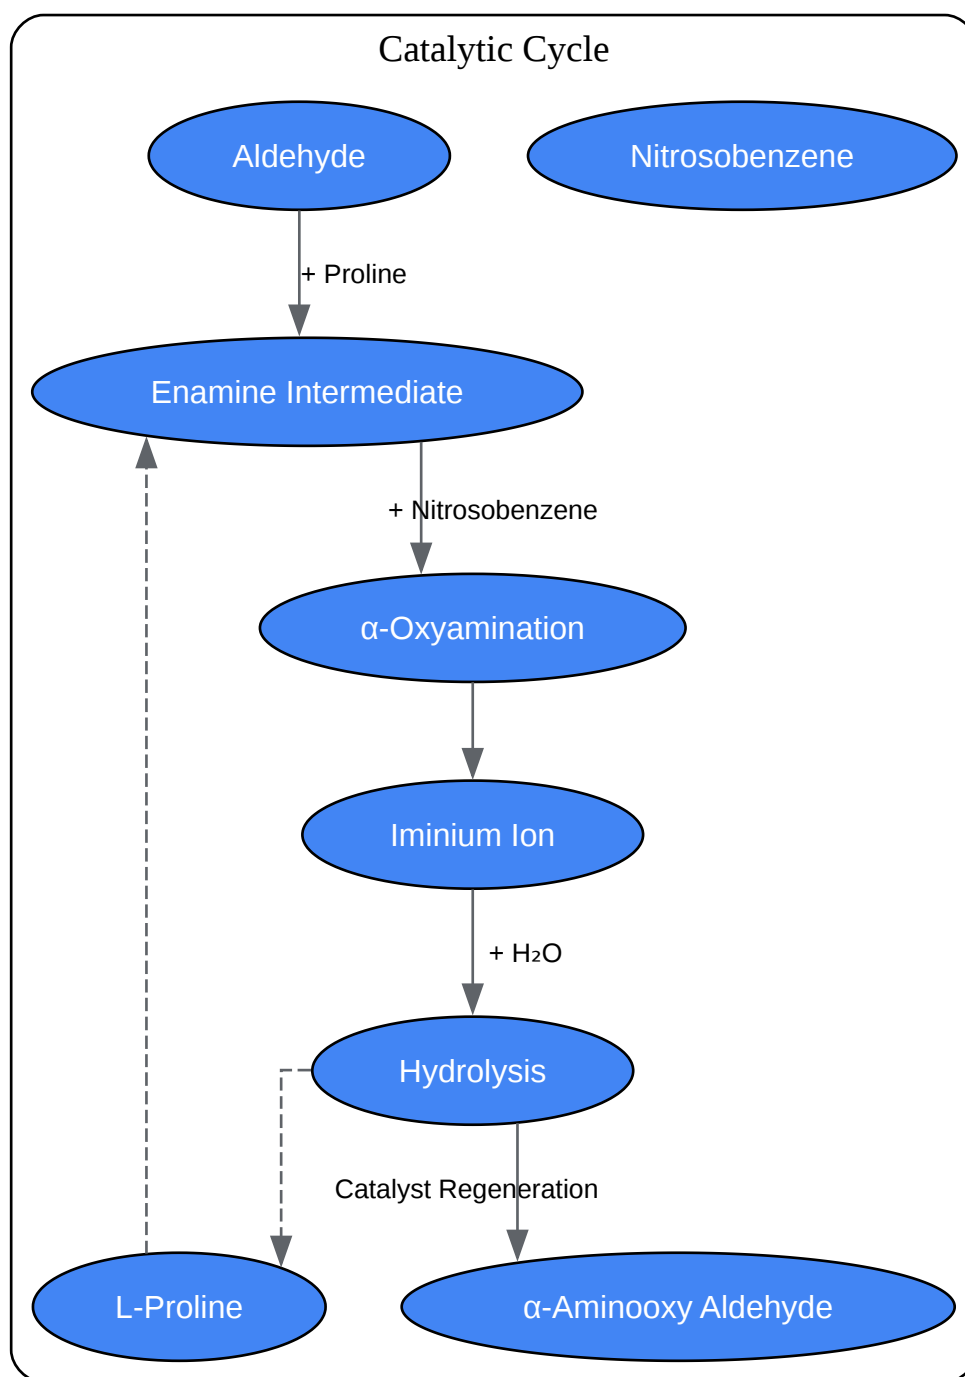 Catalytic Cycle
Aldehyde
Nitrosobenzene
+ Proline
Enamine Intermediate
+ Nitrosobenzene
α-Oxyamination
Iminium Ion
+ H₂O
Hydrolysis
Catalyst Regeneration
L-Proline
α-Aminooxy Aldehyde